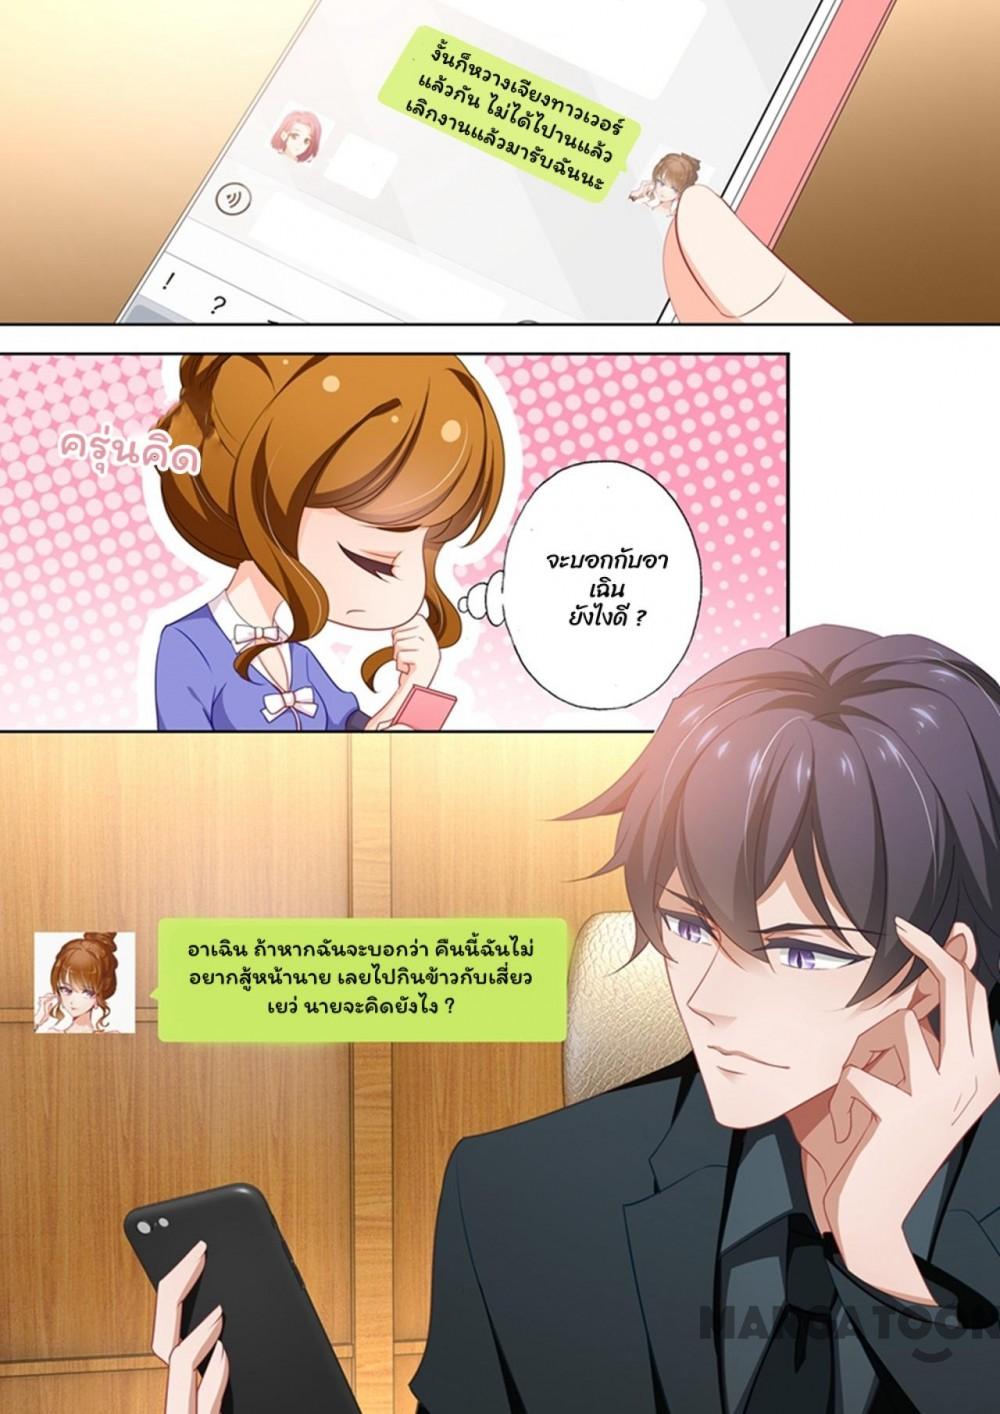 งั้นก็หวางเจียงทาวเวอร์
แล้วกัน ไม่ได้ไปนานแล้ว
เลิกงานแล้วมารับฉันนะ
! ?
ครุ่นคิด
จะบอกกับอา
เฉิน
ยังไงดี ?
อาเฉิน ถ้าหากฉันจะบอกว่า คืนนี้ฉันไม่
อยากสู้หน้านาย เลยไปกินข้าวกับเสี่ยว
เยว่ นายจะคิดยังไง ?
MANGATOON